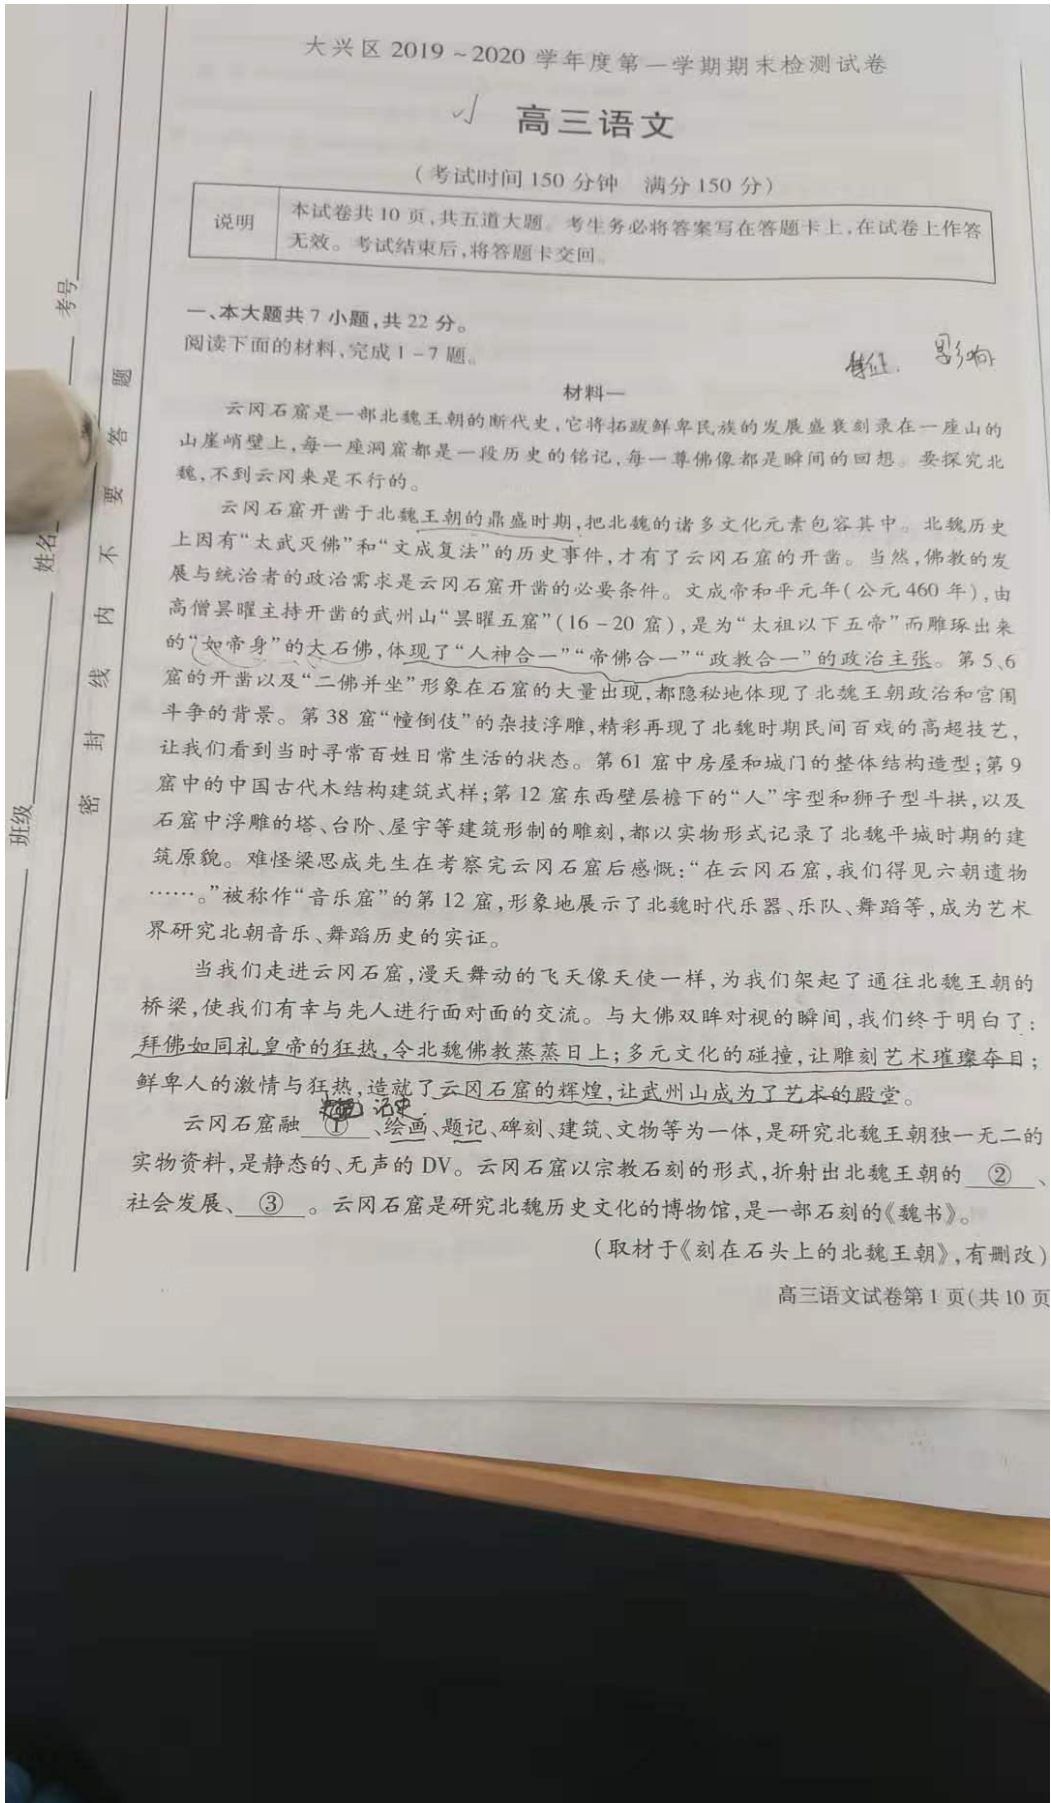 大兴区2019~2020学年度第一学期期末检测试卷
高三语文
(考试时间150分钟 满分150分)
说明
本试卷共10页,共五道大题。考生务必将答案写在答题卡上,在试卷上作答
无效。考试结束后,将答题卡交回。
一、本大题共7小题,共22分。
阅读下面的材料,完成1-7题。
特征. 影响
材料一
云冈石窟是一部北魏王朝的断代史,它将拓跋鲜卑民族的发展盛衰刻录在一座山的
山崖峭壁上,每一座洞窟都是一段历史的铭记,每一尊佛像都是瞬间的回想。要探究北
魏,不到云冈来是不行的。
云冈石窟开凿于北魏王朝的鼎盛时期,把北魏的诸多文化元素包容其中。北魏历史
上因有“太武灭佛”和“文成复法”的历史事件,才有了云冈石窟的开凿。当然,佛教的发
展与统治者的政治需求是云冈石窟开凿的必要条件。文成帝和平元年(公元460年),由
高僧昙曜主持开凿的武州山“昙曜五窟”(16-20窟),是为“太祖以下五帝”而雕琢出来
的“如帝身”的大石佛,体现了“人神合一”“帝佛合一”“政教合一”的政治主张。第5、6
窟的开凿以及“二佛并坐”形象在石窟的大量出现,都隐秘地体现了北魏王朝政治和宫闱
斗争的背景。第38窟“幢倒伎”的杂技浮雕,精彩再现了北魏时期民间百戏的高超技艺,
让我们看到当时寻常百姓日常生活的状态。第61窟中房屋和城门的整体结构造型;第9
窟中的中国古代木结构建筑式样;第12窟东西壁层檐下的“人”字型和狮子型斗拱,以及
石窟中浮雕的塔、台阶、屋宇等建筑形制的雕刻,都以实物形式记录了北魏平城时期的建
筑原貌。难怪梁思成先生在考察完云冈石窟后感慨:“在云冈石窟,我们得见六朝遗物
……。”被称作“音乐窟”的第12窟,形象地展示了北魏时代乐器、乐队、舞蹈等,成为艺术
界研究北朝音乐、舞蹈历史的实证。
当我们走进云冈石窟,漫天舞动的飞天像天使一样,为我们架起了通往北魏王朝的
桥梁,使我们有幸与先人进行面对面的交流。与大佛双眸对视的瞬间,我们终于明白了:
拜佛如同礼皇帝的狂热,令北魏佛教蒸蒸日上;多元文化的碰撞,让雕刻艺术璀璨夺目;
鲜卑人的激情与狂热,造就了云冈石窟的辉煌,让武州山成为了艺术的殿堂。
云冈石窟融 ① 、绘画、题记、碑刻、建筑、文物等为一体,是研究北魏王朝独一无二的
实物资料,是静态的、无声的DV。云冈石窟以宗教石刻的形式,折射出北魏王朝的 ② 、
社会发展、 ③ 。云冈石窟是研究北魏历史文化的博物馆,是一部石刻的《魏书》。
(取材于《刻在石头上的北魏王朝》,有删改)
高三语文试卷第1页(共10页
考号
姓名
班级
密封线内不要答题